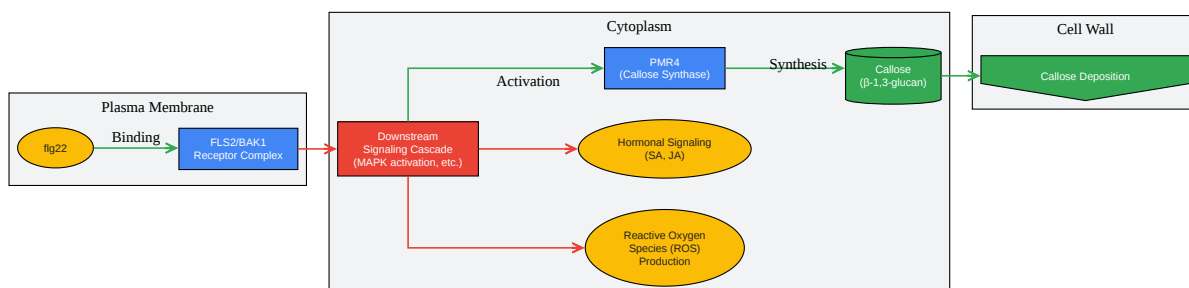 Plasma Membrane
flg22
Binding
FLS2/BAK1
Receptor Complex
Cytoplasm
Downstream
Signaling Cascade
(MAPK activation, etc.)
Activation
PMR4
(Callose Synthase)
Synthesis
Callose
(β-1,3-glucan)
Hormonal Signaling
(SA, JA)
Reactive Oxygen
Species (ROS)
Production
Cell Wall
Callose Deposition